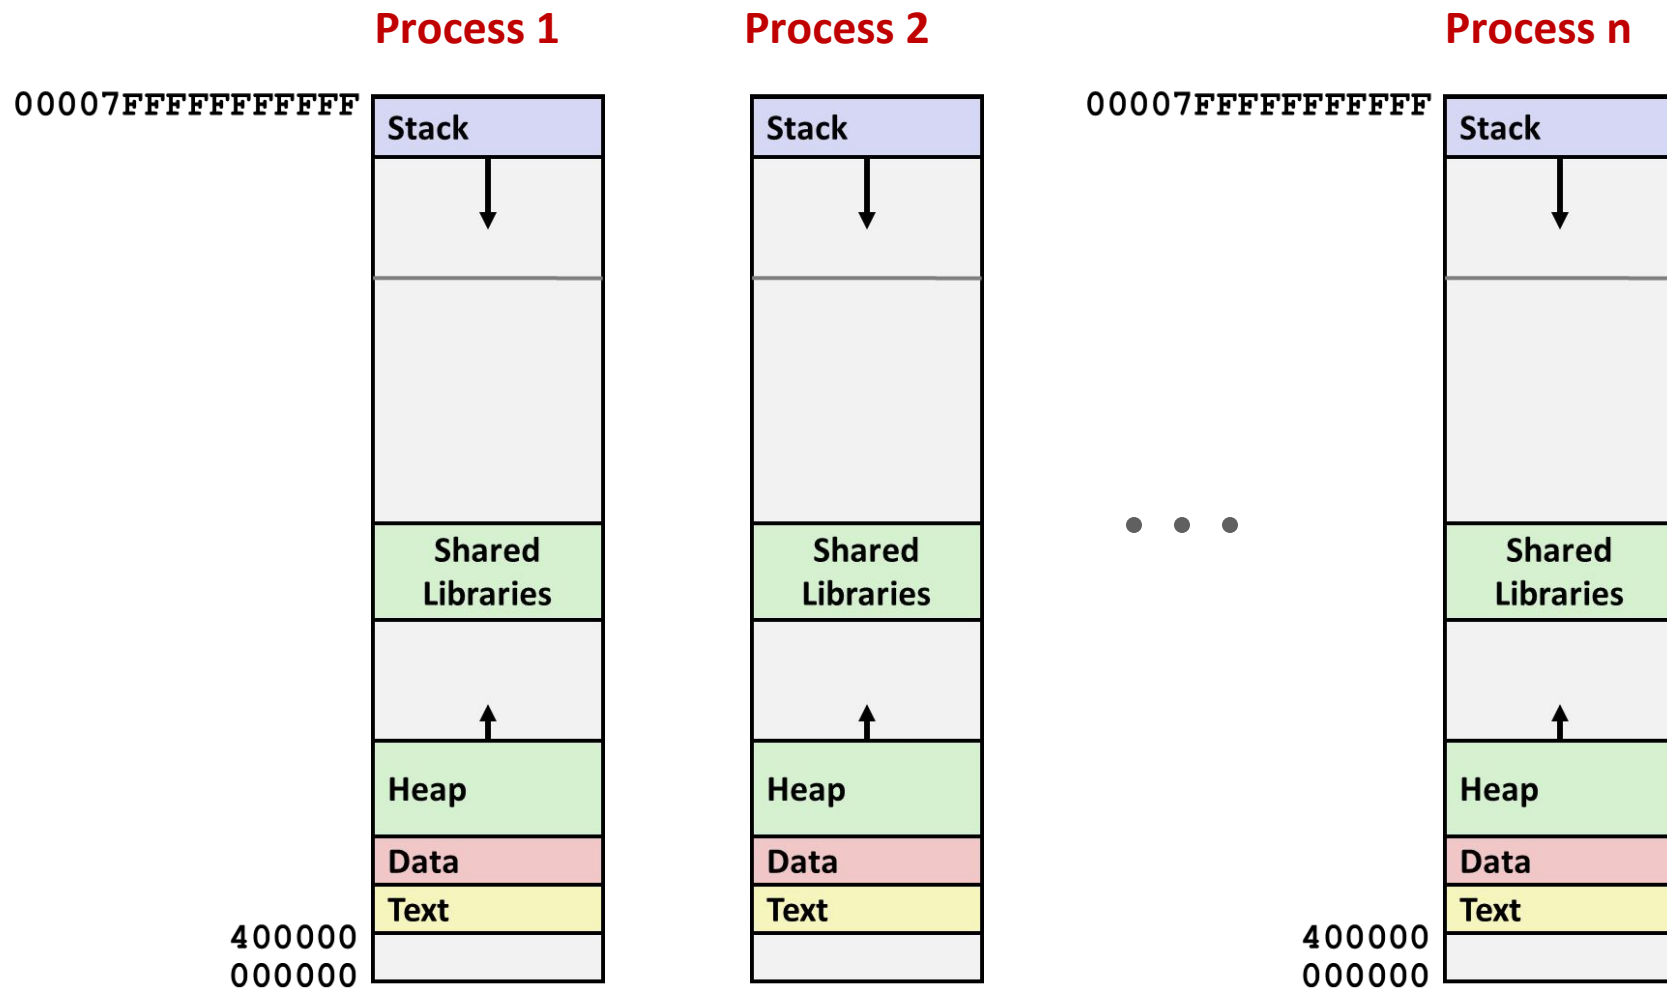 Process 1
Process 2
Process n
00007FFFFFFFFFFF
Stack
Stack
00007FFFFFFFFFFF
Stack
Shared
Libraries
Shared
Libraries
Shared
Libraries
Heap
Heap
Heap
Data
Data
Data
Text
Text
Text
400000
400000
000000
000000